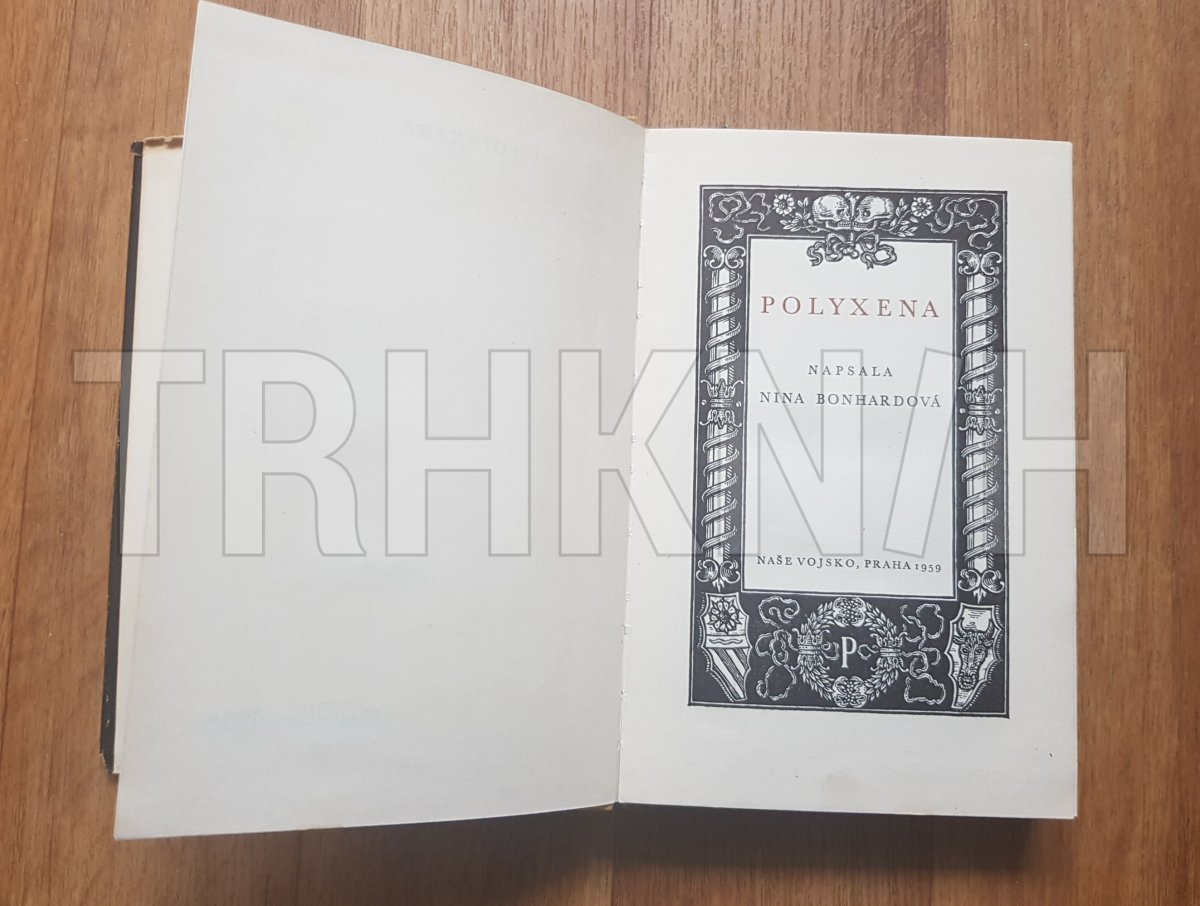 POLYXENA
NAPSALA
NINA BONHARDOVÁ
NAŠE VOJSKO, PRAHA 1959
P
TRHKNIH